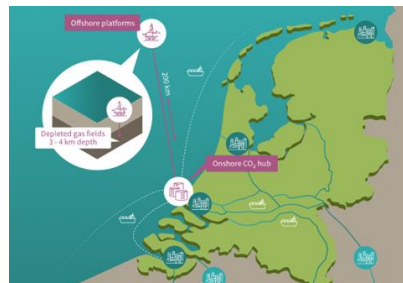 Offshore platforms
200 km
Depleted gas fields
3 - 4 km depth
Onshore CO₂ hub